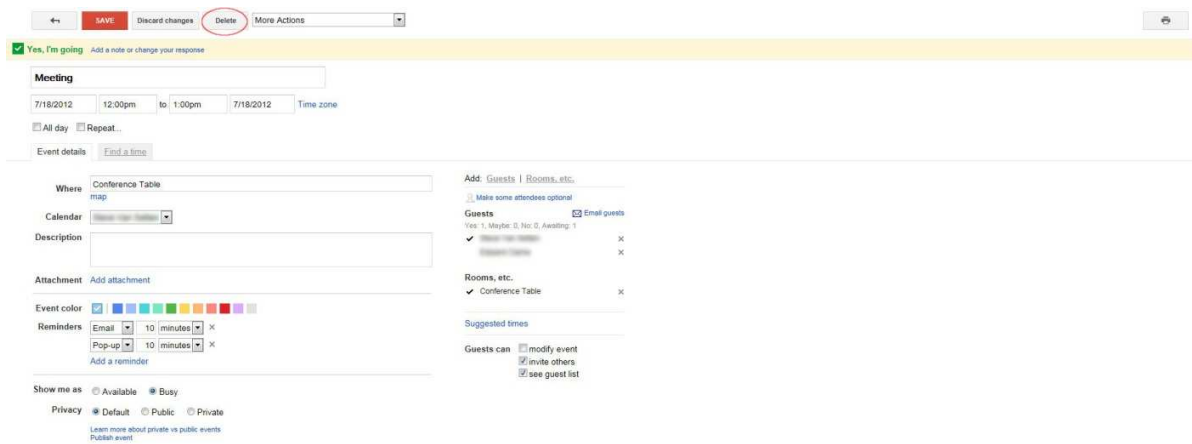 SAVE Discard changes Delete More Actions
Yes, I'm going Add a note or change your response
Meeting
7/18/2012 12:00pm to 1:00pm 7/18/2012 Time zone
All day Repeat...
Event details Find a time
Where Conference Table
map
Calendar
Description
Attachment Add attachment
Event color
Reminders Email 10 minutes ×
Pop-up 10 minutes ×
Add a reminder
Show me as Available Busy
Privacy Default Public Private
Learn more about private vs public events
Publish event
Add: Guests | Rooms, etc.
Make some attendees optional
Guests Email guests
Yes: 1, Maybe: 0, No: 0, Awaiting: 1
×
×
Rooms, etc.
Conference Table ×
Suggested times
Guests can modify event
invite others
see guest list